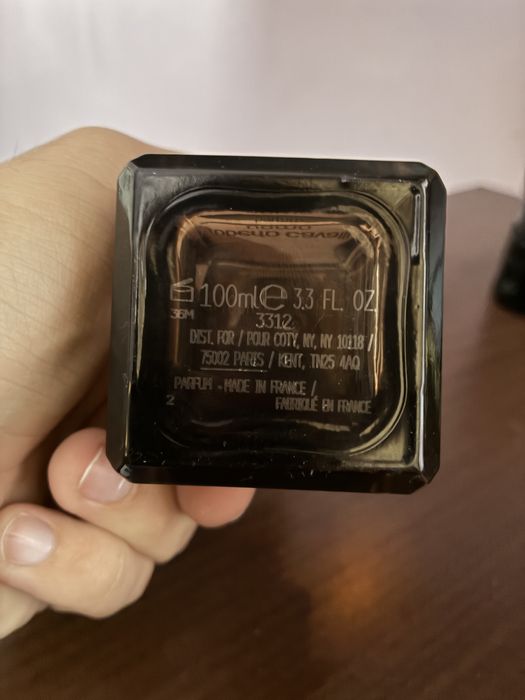 100ml℮ 3.3 FL. OZ
36M
3312
DIST. FOR / POUR COTY, NY, NY 10118 /
75002 PARIS / KENT, TN25 4AQ
PARFUM - MADE IN FRANCE /
2 FABRIQUÉ EN FRANCE